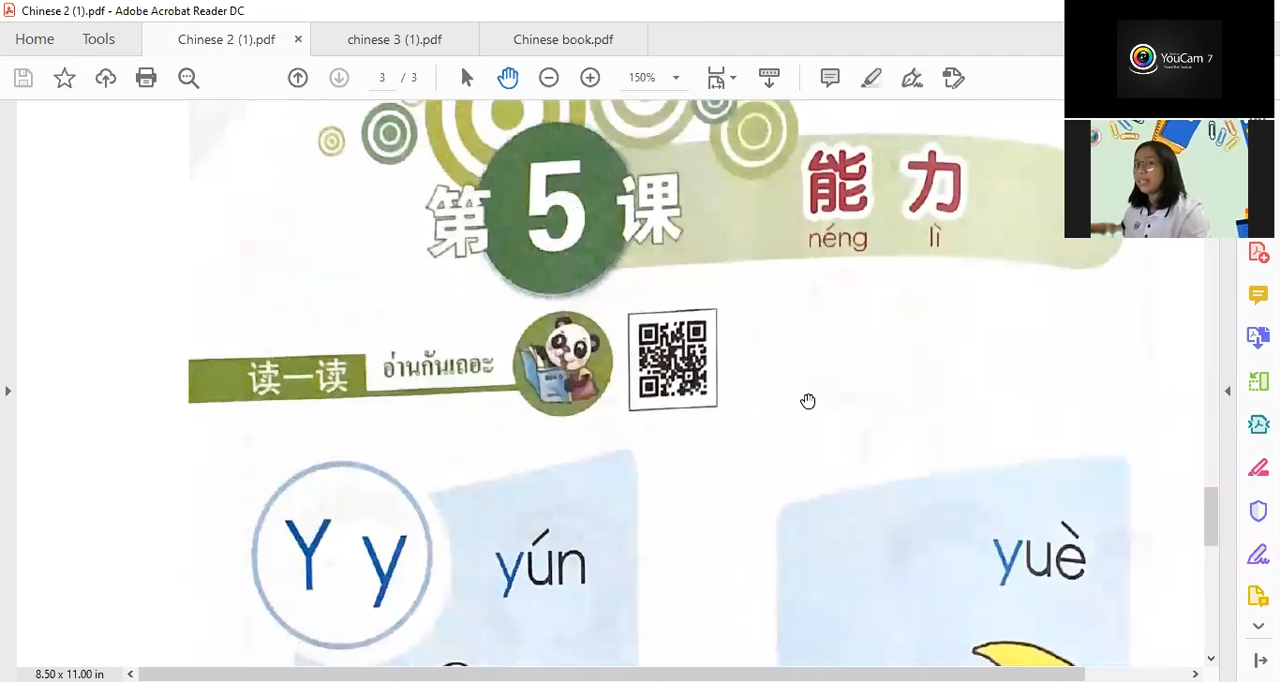 Chinese 2 (1).pdf - Adobe Acrobat Reader DC
Home Tools Chinese 2 (1).pdf × chinese 3 (1).pdf Chinese book.pdf
3 / 3 150%
YouCam 7
第 5 课 能 力
néng lì
读一读 อ่านกันเถอะ
Y y yún yuè
8.50 x 11.00 in